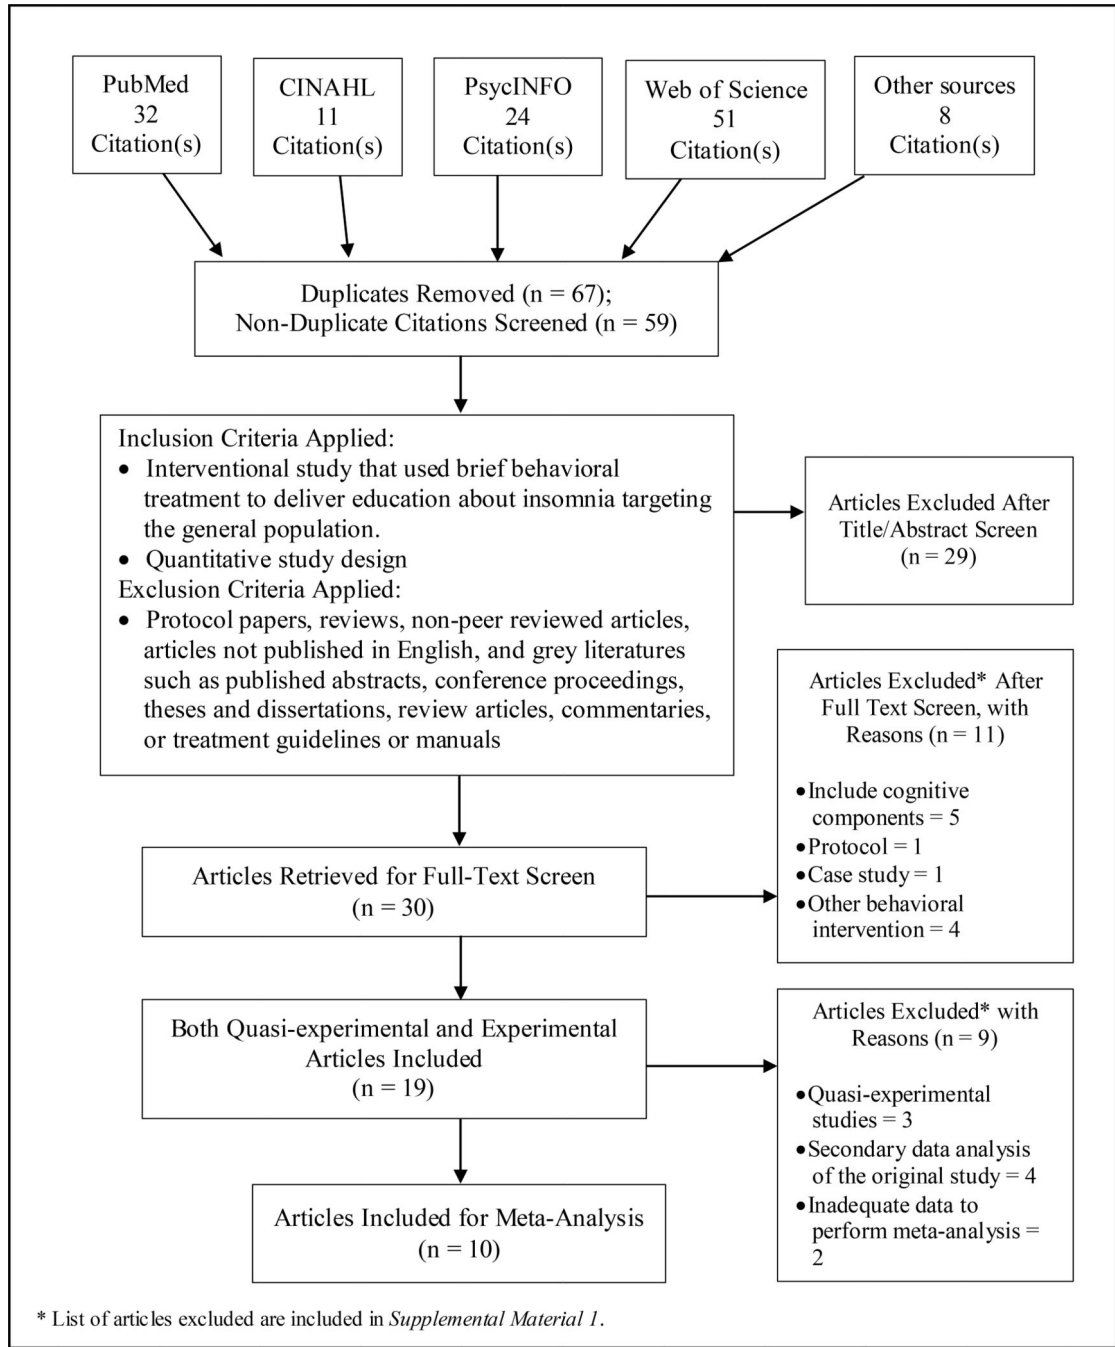 PubMed
32
Citation(s)
CINAHL
11
Citation(s)
PsycINFO
24
Citation(s)
Web of Science
51
Citation(s)
Other sources
8
Citation(s)
Duplicates Removed (n = 67);
Non-Duplicate Citations Screened (n = 59)
Inclusion Criteria Applied:
• Interventional study that used brief behavioral
treatment to deliver education about insomnia targeting
the general population.
• Quantitative study design
Exclusion Criteria Applied:
• Protocol papers, reviews, non-peer reviewed articles,
articles not published in English, and grey literatures
such as published abstracts, conference proceedings,
theses and dissertations, review articles, commentaries,
or treatment guidelines or manuals
Articles Excluded After
Title/Abstract Screen
(n = 29)
Articles Retrieved for Full-Text Screen
(n = 30)
Articles Excluded* After
Full Text Screen, with
Reasons (n = 11)
•Include cognitive
components = 5
•Protocol = 1
•Case study = 1
•Other behavioral
intervention = 4
Both Quasi-experimental and Experimental
Articles Included
(n = 19)
Articles Excluded* with
Reasons (n = 9)
•Quasi-experimental
studies = 3
•Secondary data analysis
of the original study = 4
•Inadequate data to
perform meta-analysis =
2
Articles Included for Meta-Analysis
(n = 10)
* List of articles excluded are included in Supplemental Material 1.